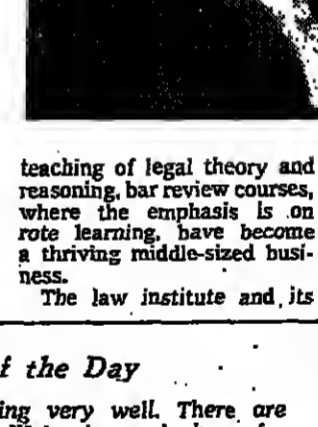 teaching of legal theory and
reasoning, bar review courses,
where the emphasis is on
rote learning, have become
a thriving middle-sized busi-
ness.
The law institute and its
the Day
very well. There are